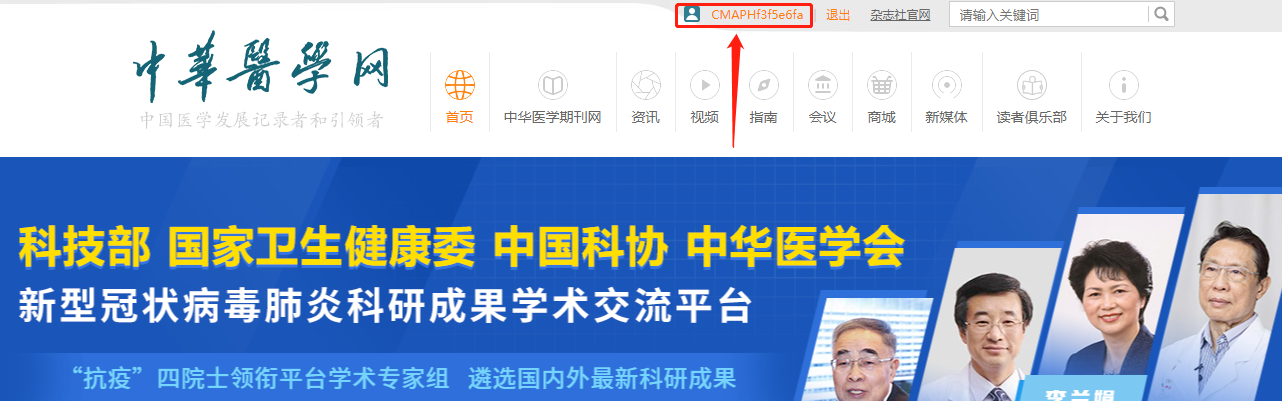 CMAPHf3f5e6fa 退出 杂志社官网 请输入关键词
中華醫學网
中国医学发展记录者和引领者
首页 中华医学期刊网 资讯 视频 指南 会议 商城 新媒体 读者俱乐部 关于我们
科技部 国家卫生健康委 中国科协 中华医学会
新型冠状病毒肺炎科研成果学术交流平台
“抗疫”四院士领衔平台学术专家组 遴选国内外最新科研成果
李兰娟